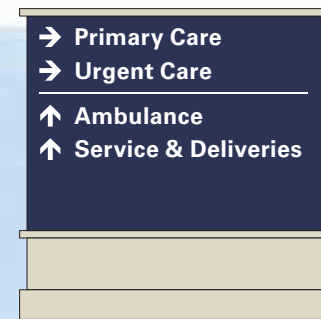 → Primary Care
→ Urgent Care
↑ Ambulance
↑ Service & Deliveries